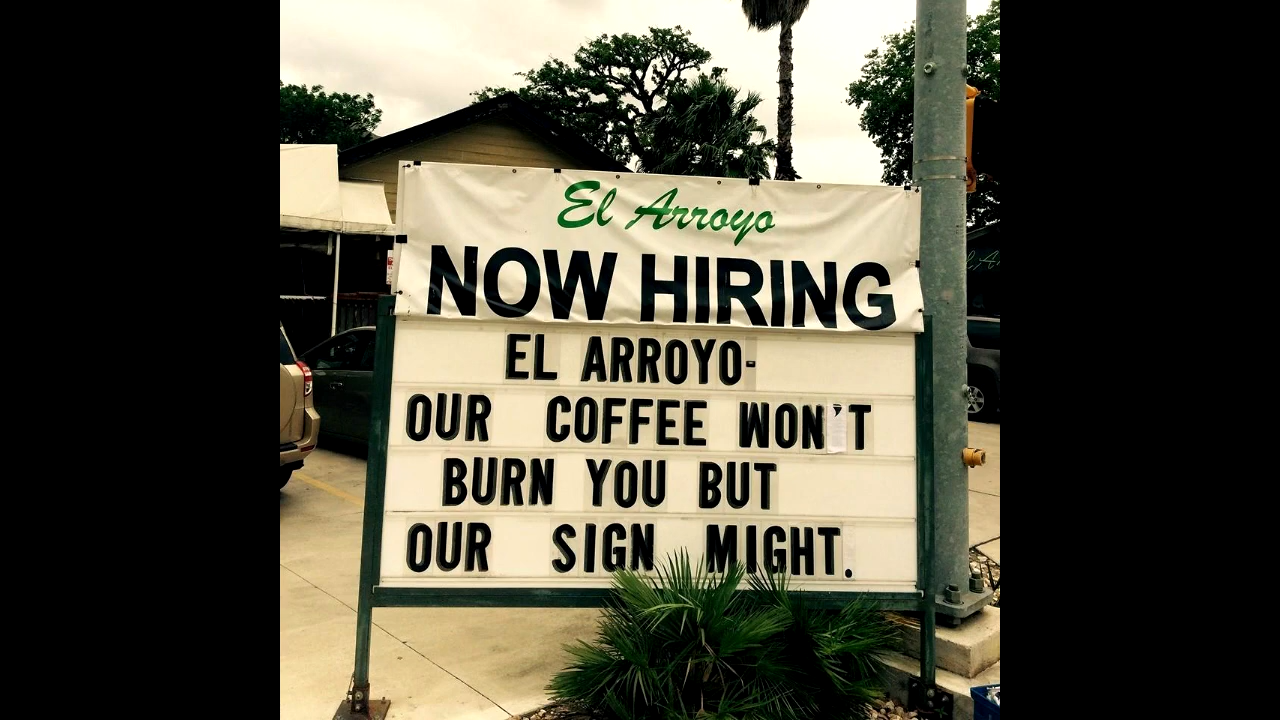 El Arroyo
NOW HIRING
EL ARROYO-
OUR COFFEE WON'T
BURN YOU BUT
OUR SIGN MIGHT.